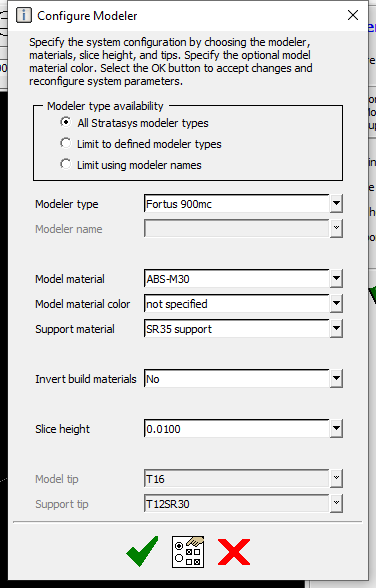 Configure Modeler
Specify the system configuration by choosing the modeler,
materials, slice height, and tips. Specify the optional model
material color. Select the OK button to accept changes and
reconfigure system parameters.
Modeler type availability
All Stratasys modeler types
Limit to defined modeler types
Limit using modeler names
Modeler type Fortus 900mc
Modeler name
Model material ABS-M30
Model material color not specified
Support material SR35 support
Invert build materials No
Slice height 0.0100
Model tip T16
Support tip T12SR30